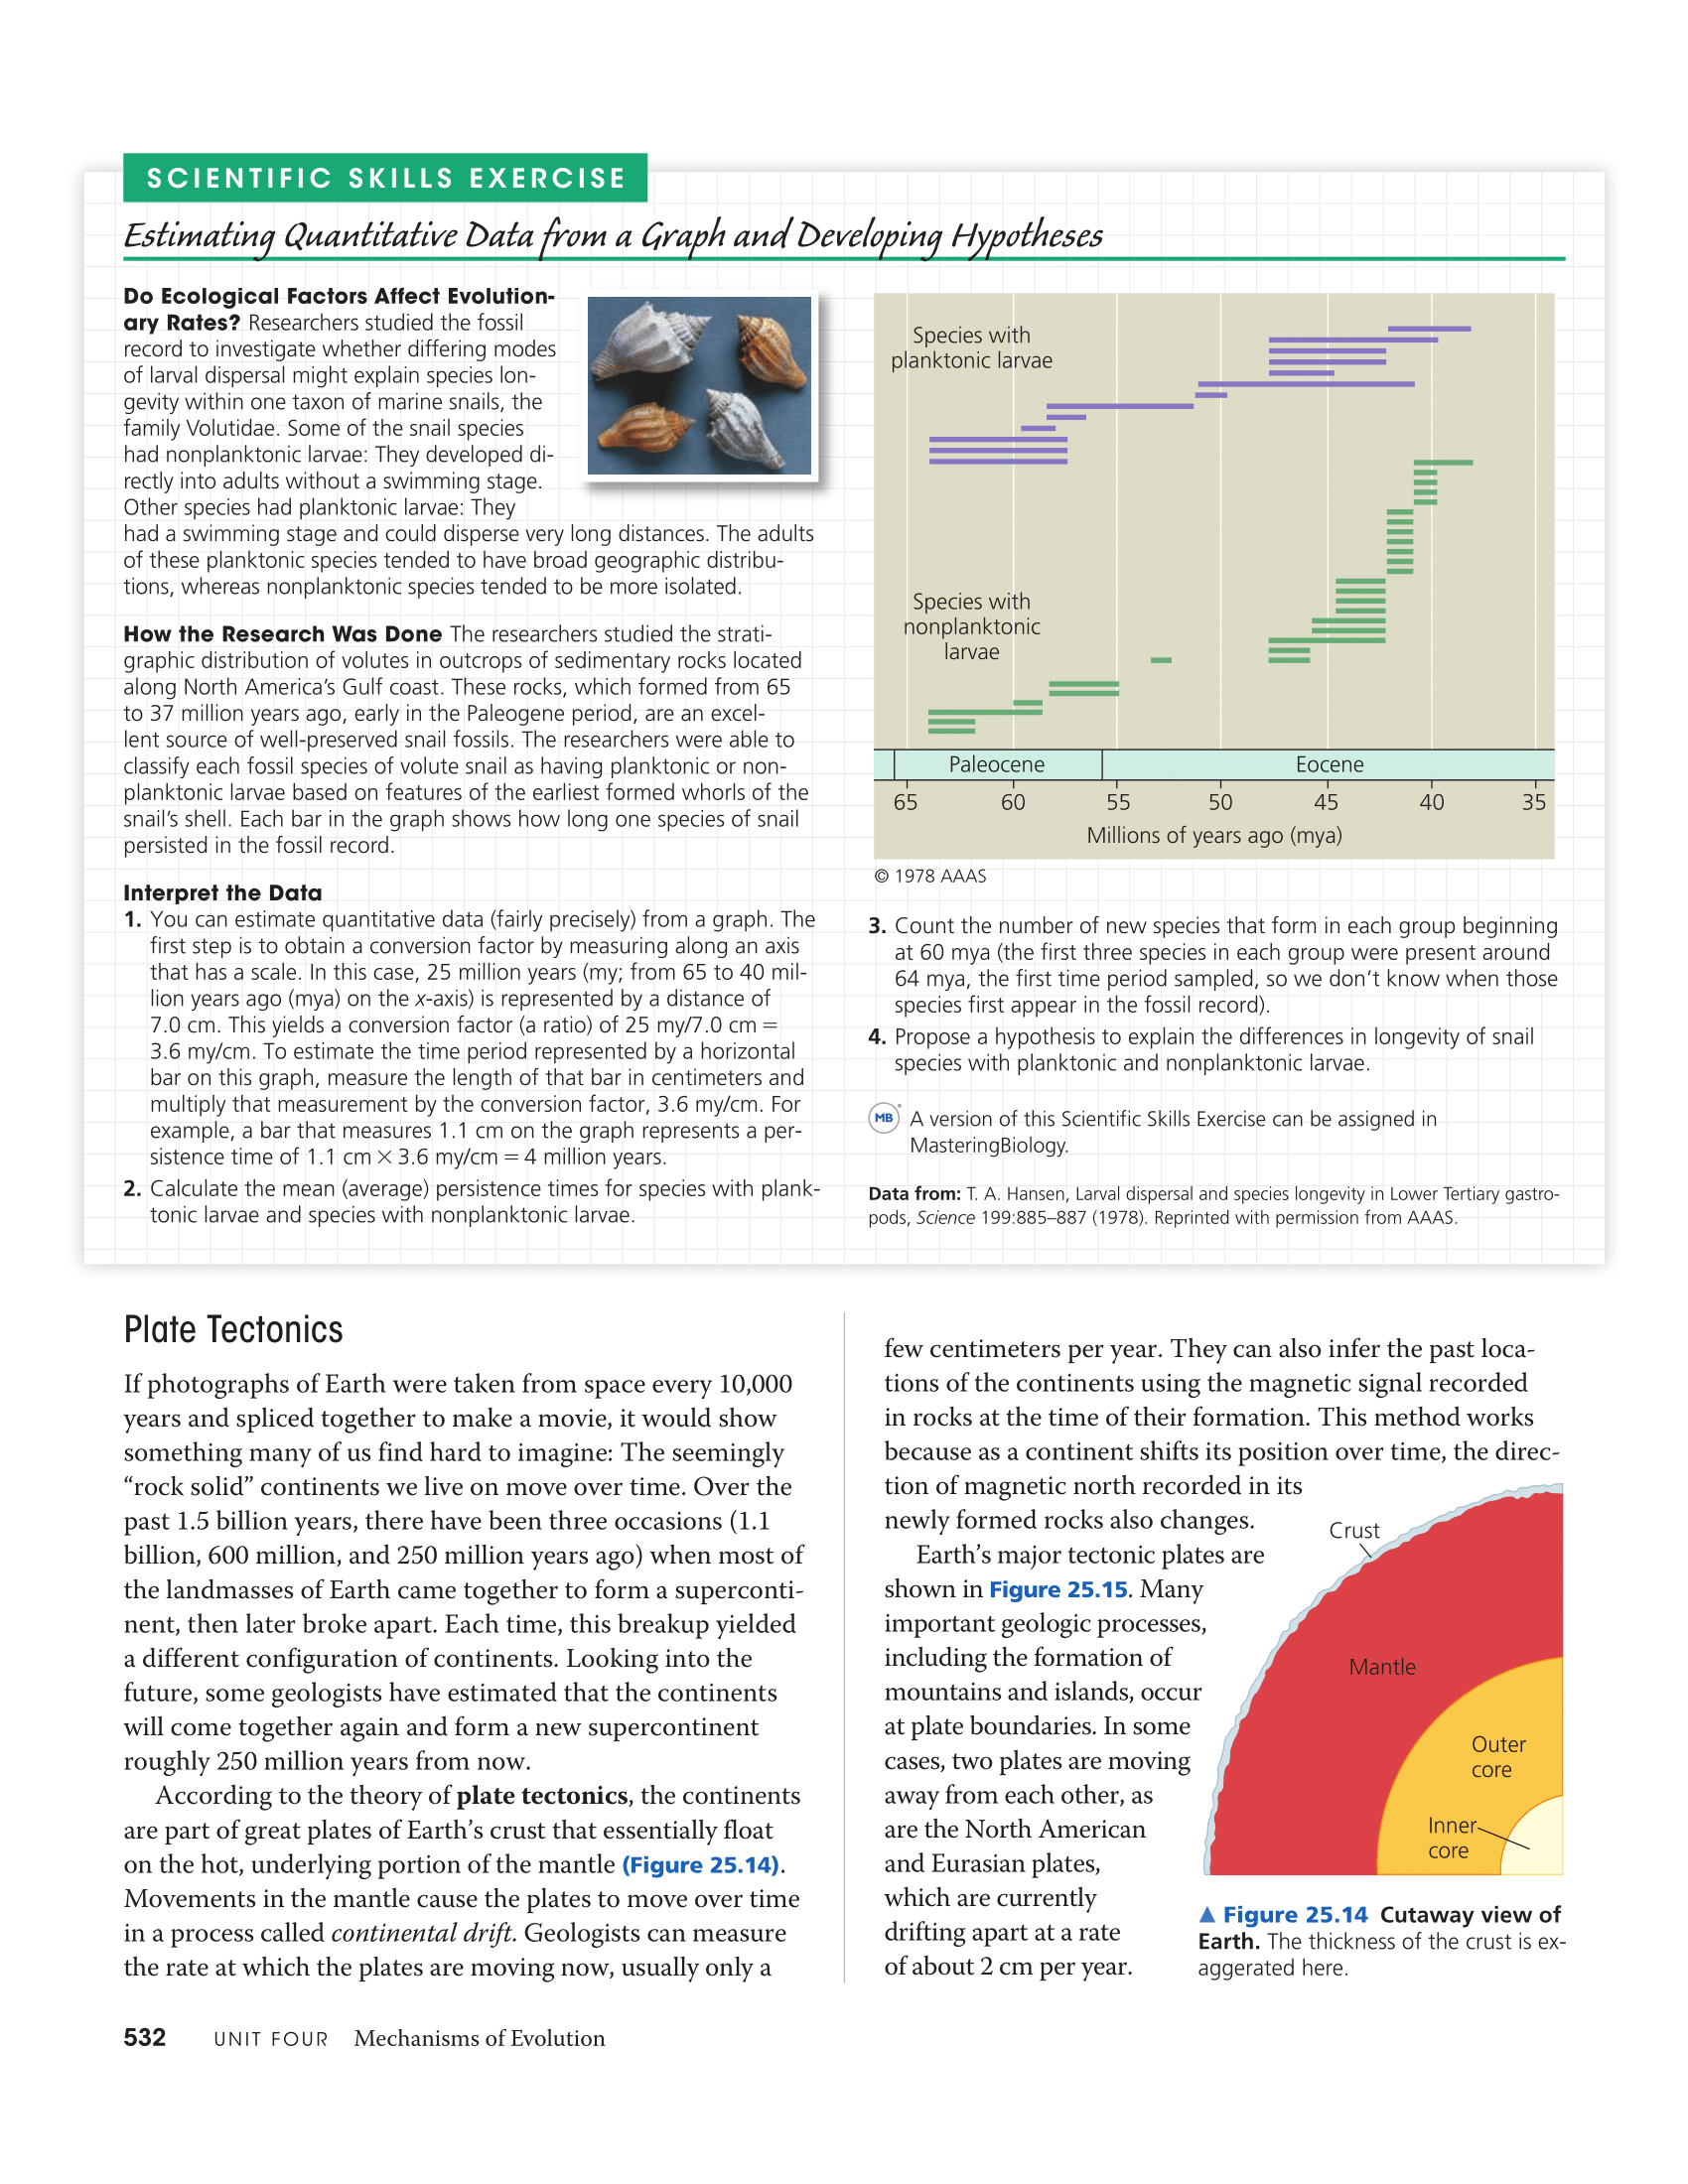 SCIENTIFIC SKILLS EXERCISE
Estimating Quantitative Data from a Graph and Developing Hypotheses
Do Ecological Factors Affect Evolution-
ary Rates? Researchers studied the fossil
record to investigate whether differing modes
of larval dispersal might explain species lon-
gevity within one taxon of marine snails, the
family Volutidae. Some of the snail species
had nonplanktonic larvae: They developed di-
rectly into adults without a swimming stage.
Other species had planktonic larvae: They
had a swimming stage and could disperse very long distances. The adults
of these planktonic species tended to have broad geographic distribu-
tions, whereas nonplanktonic species tended to be more isolated.
How the Research Was Done The researchers studied the strati-
graphic distribution of volutes in outcrops of sedimentary rocks located
along North America's Gulf coast. These rocks, which formed from 65
to 37 million years ago, early in the Paleogene period, are an excel-
lent source of well-preserved snail fossils. The researchers were able to
classify each fossil species of volute snail as having planktonic or non-
planktonic larvae based on features of the earliest formed whorls of the
snail's shell. Each bar in the graph shows how long one species of snail
persisted in the fossil record.
Interpret the Data
1. You can estimate quantitative data (fairly precisely) from a graph. The
first step is to obtain a conversion factor by measuring along an axis
that has a scale. In this case, 25 million years (my; from 65 to 40 mil-
lion years ago (mya) on the x-axis) is represented by a distance of
7.0 cm. This yields a conversion factor (a ratio) of 25 my/7.0 cm =
3.6 my/cm. To estimate the time period represented by a horizontal
bar on this graph, measure the length of that bar in centimeters and
multiply that measurement by the conversion factor, 3.6 my/cm. For
example, a bar that measures 1.1 cm on the graph represents a per-
sistence time of 1.1 cm × 3.6 my/cm = 4 million years.
2. Calculate the mean (average) persistence times for species with plank-
tonic larvae and species with nonplanktonic larvae.
Species with
planktonic larvae
Species with
nonplanktonic
larvae
Paleocene
Eocene
65 60 55 50 45 40 35
Millions of years ago (mya)
© 1978 AAAS
3. Count the number of new species that form in each group beginning
at 60 mya (the first three species in each group were present around
64 mya, the first time period sampled, so we don't know when those
species first appear in the fossil record).
4. Propose a hypothesis to explain the differences in longevity of snail
species with planktonic and nonplanktonic larvae.
MB A version of this Scientific Skills Exercise can be assigned in
MasteringBiology.
Data from: T. A. Hansen, Larval dispersal and species longevity in Lower Tertiary gastro-
pods, Science 199:885–887 (1978). Reprinted with permission from AAAS.
Plate Tectonics
If photographs of Earth were taken from space every 10,000
years and spliced together to make a movie, it would show
something many of us find hard to imagine: The seemingly
“rock solid” continents we live on move over time. Over the
past 1.5 billion years, there have been three occasions (1.1
billion, 600 million, and 250 million years ago) when most of
the landmasses of Earth came together to form a superconti-
nent, then later broke apart. Each time, this breakup yielded
a different configuration of continents. Looking into the
future, some geologists have estimated that the continents
will come together again and form a new supercontinent
roughly 250 million years from now.
According to the theory of plate tectonics, the continents
are part of great plates of Earth's crust that essentially float
on the hot, underlying portion of the mantle (Figure 25.14).
Movements in the mantle cause the plates to move over time
in a process called continental drift. Geologists can measure
the rate at which the plates are moving now, usually only a
few centimeters per year. They can also infer the past loca-
tions of the continents using the magnetic signal recorded
in rocks at the time of their formation. This method works
because as a continent shifts its position over time, the direc-
tion of magnetic north recorded in its
newly formed rocks also changes.
Earth's major tectonic plates are
shown in Figure 25.15. Many
important geologic processes,
including the formation of
mountains and islands, occur
at plate boundaries. In some
cases, two plates are moving
away from each other, as
are the North American
and Eurasian plates,
which are currently
drifting apart at a rate
of about 2 cm per year.
Crust
Mantle
Outer
core
Inner
core
▲ Figure 25.14 Cutaway view of
Earth. The thickness of the crust is ex-
aggerated here.
532 UNIT FOUR Mechanisms of Evolution